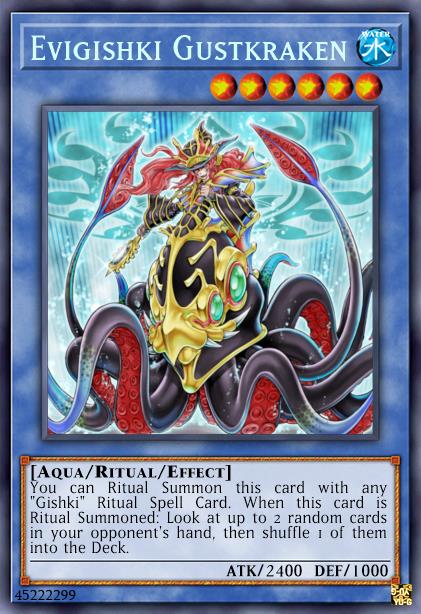 Evigishki Gustkraken
WATER
水
[Aqua/Ritual/Effect]
You can Ritual Summon this card with any
"Gishki" Ritual Spell Card. When this card is
Ritual Summoned: Look at up to 2 random cards
in your opponent's hand, then shuffle 1 of them
into the Deck.
ATK/2400 DEF/1000
45222299